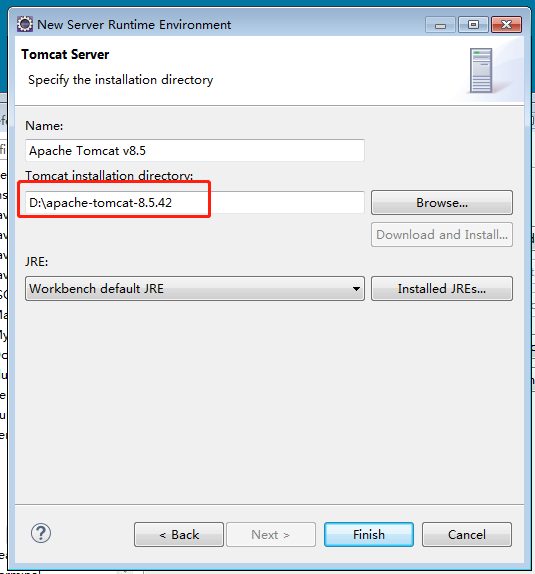 New Server Runtime Environment
Tomcat Server
Specify the installation directory
Name:
Apache Tomcat v8.5
Tomcat installation directory:
D:\apache-tomcat-8.5.42
Browse...
Download and Install...
JRE:
Workbench default JRE
Installed JREs...
?
< Back
Next >
Finish
Cancel